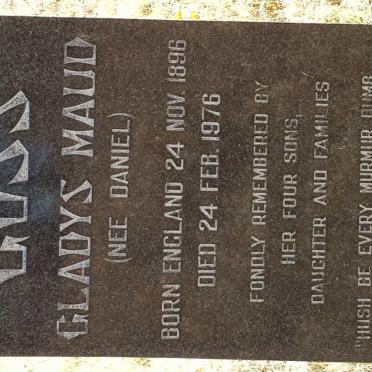 GLADYS MAUD
(NEE DANIEL)
BORN ENGLAND 24 NOV. 1896
DIED 24 FEB. 1976
FONDLY REMEMBERED BY
HER FOUR SONS,
DAUGHTER AND FAMILIES
"HUSH BE EVERY MURMUR DUMB